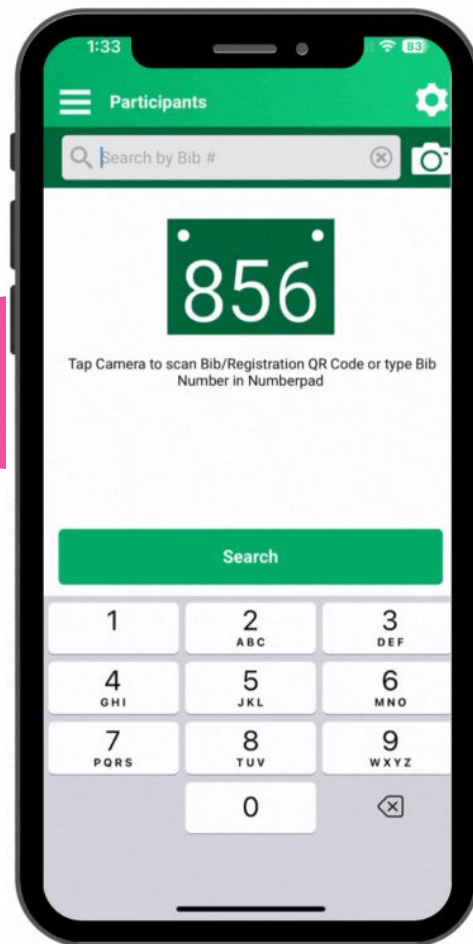 1:33 83
Participants
Search by Bib #
856
Tap Camera to scan Bib/Registration QR Code or type Bib
Number in Numberpad
Search
1 2 3
ABC DEF
4 5 6
GHI JKL MNO
7 8 9
PQRS TUV WXYZ
0